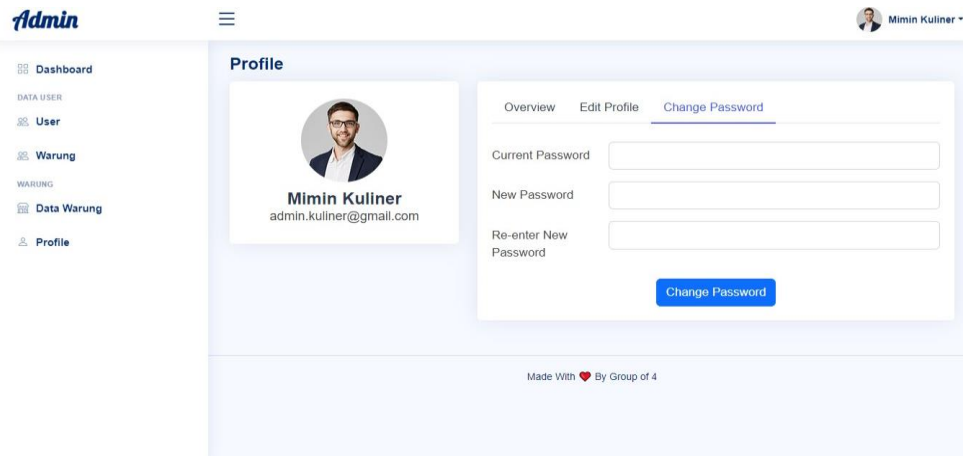 Admin
Mimin Kuliner
Dashboard
DATA USER
User
Warung
WARUNG
Data Warung
Profile
Profile
Mimin Kuliner
admin.kuliner@gmail.com
Overview Edit Profile Change Password
Current Password
New Password
Re-enter New
Password
Change Password
Made With ❤ By Group of 4